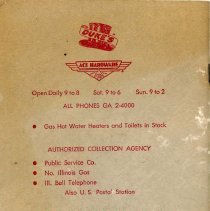 DUKE'S
ACE HARDWARE
Open Daily 9 to 8 Sat. 9 to 6 Sun. 9 to 2
ALL PHONES GA 2-4000
• Gas Hot Water Heaters and Toilets in Stock
AUTHORIZED COLLECTION AGENCY
• Public Service Co.
• No. Illinois Gas
• Ill. Bell Telephone
Also U. S. Postal Station